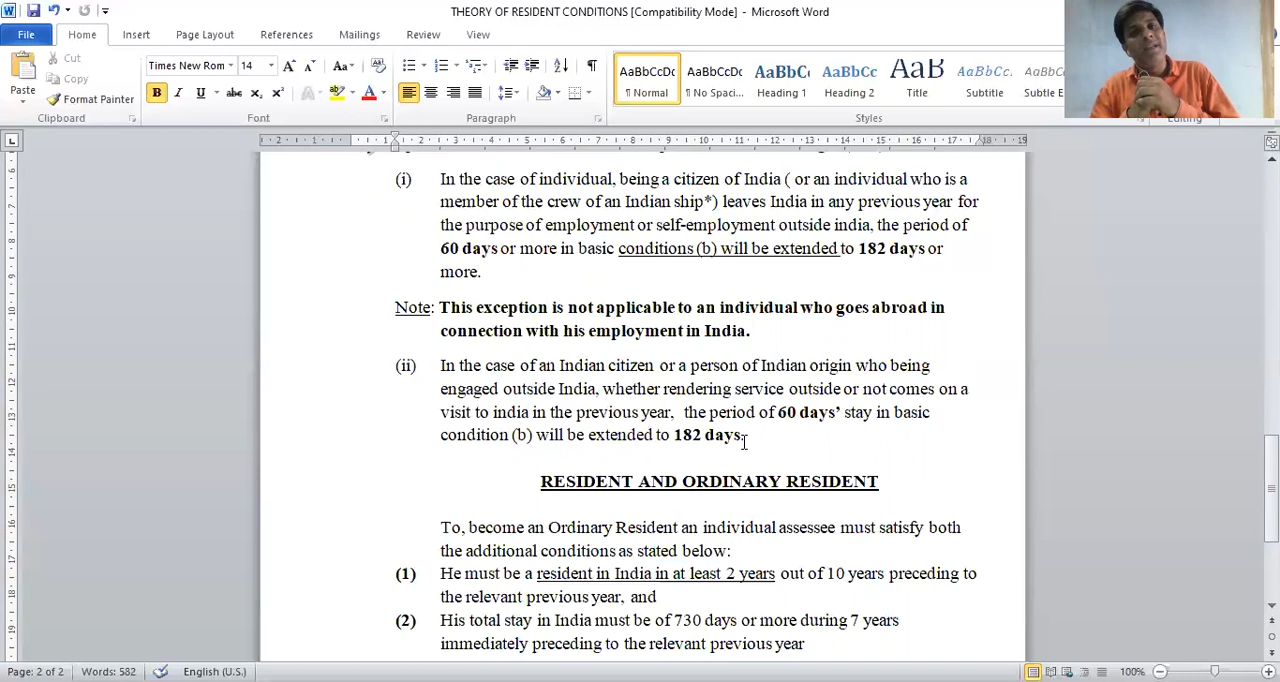 THEORY OF RESIDENT CONDITIONS [Compatibility Mode] - Microsoft Word
File Home Insert Page Layout References Mailings Review View
Cut
Copy
Paste
Format Painter
Times New Rom 14
AaBbCcDc AaBbCcDc AaBbC AaBbCc AaB AaBbCcL AaBbCcL
¶ Normal ¶ No Spaci... Heading 1 Heading 2 Title Subtitle Subtle E
Clipboard Font Paragraph Styles Editing
(i) In the case of individual, being a citizen of India ( or an individual who is a
member of the crew of an Indian ship*) leaves India in any previous year for
the purpose of employment or self-employment outside india, the period of
60 days or more in basic conditions (b) will be extended to 182 days or
more.
Note: This exception is not applicable to an individual who goes abroad in
connection with his employment in India.
(ii) In the case of an Indian citizen or a person of Indian origin who being
engaged outside India, whether rendering service outside or not comes on a
visit to india in the previous year, the period of 60 days’ stay in basic
condition (b) will be extended to 182 days.
RESIDENT AND ORDINARY RESIDENT
To, become an Ordinary Resident an individual assessee must satisfy both
the additional conditions as stated below:
(1) He must be a resident in India in at least 2 years out of 10 years preceding to
the relevant previous year, and
(2) His total stay in India must be of 730 days or more during 7 years
immediately preceding to the relevant previous year
Page: 2 of 2 Words: 582 English (U.S.) 100%